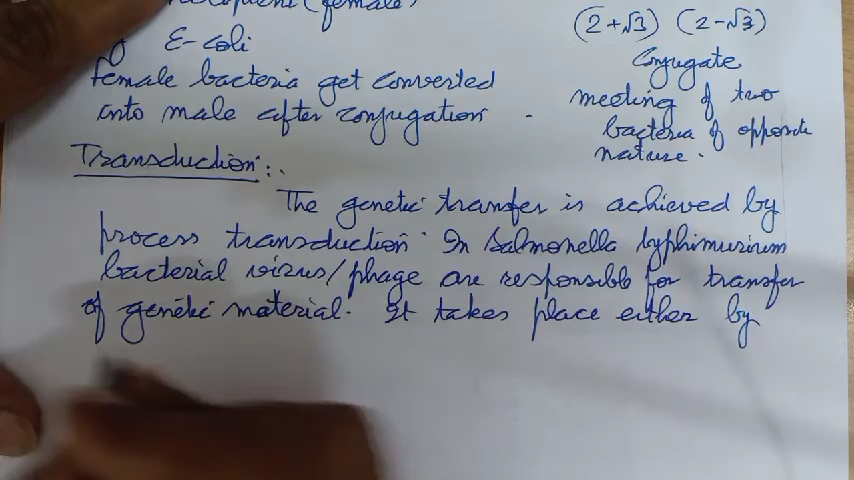 (female)
E-coli
female bacteria get converted
into male after conjugation -
(2+√3) (2-√3)
Conjugate
meeting of two
bacteria of opposite
nature.
Transduction:-
The genetic transfer is achieved by
process transduction. In Salmonella typhimurium
bacterial virus/phage are responsible for transfer
of genetic material. It takes place either by